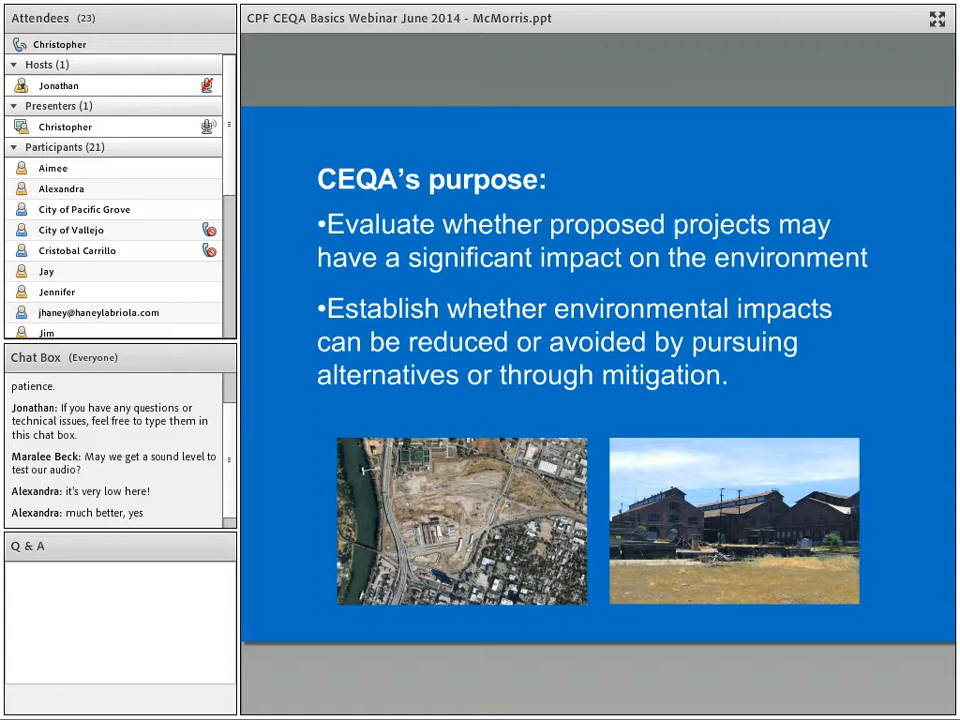 Attendees (23)
Christopher
Hosts (1)
Jonathan
Presenters (1)
Christopher
Participants (21)
Aimee
Alexandra
City of Pacific Grove
City of Vallejo
Cristobal Carrillo
Jay
Jennifer
jhaney@haneylabriola.com
Jim
Chat Box (Everyone)
patience.
Jonathan: If you have any questions or
technical issues, feel free to type them in
this chat box.
Maralee Beck: May we get a sound level to
test our audio?
Alexandra: it's very low here!
Alexandra: much better, yes
Q & A
CPF CEQA Basics Webinar June 2014 - McMorris.ppt
CEQA’s purpose:
•Evaluate whether proposed projects may
have a significant impact on the environment
•Establish whether environmental impacts
can be reduced or avoided by pursuing
alternatives or through mitigation.